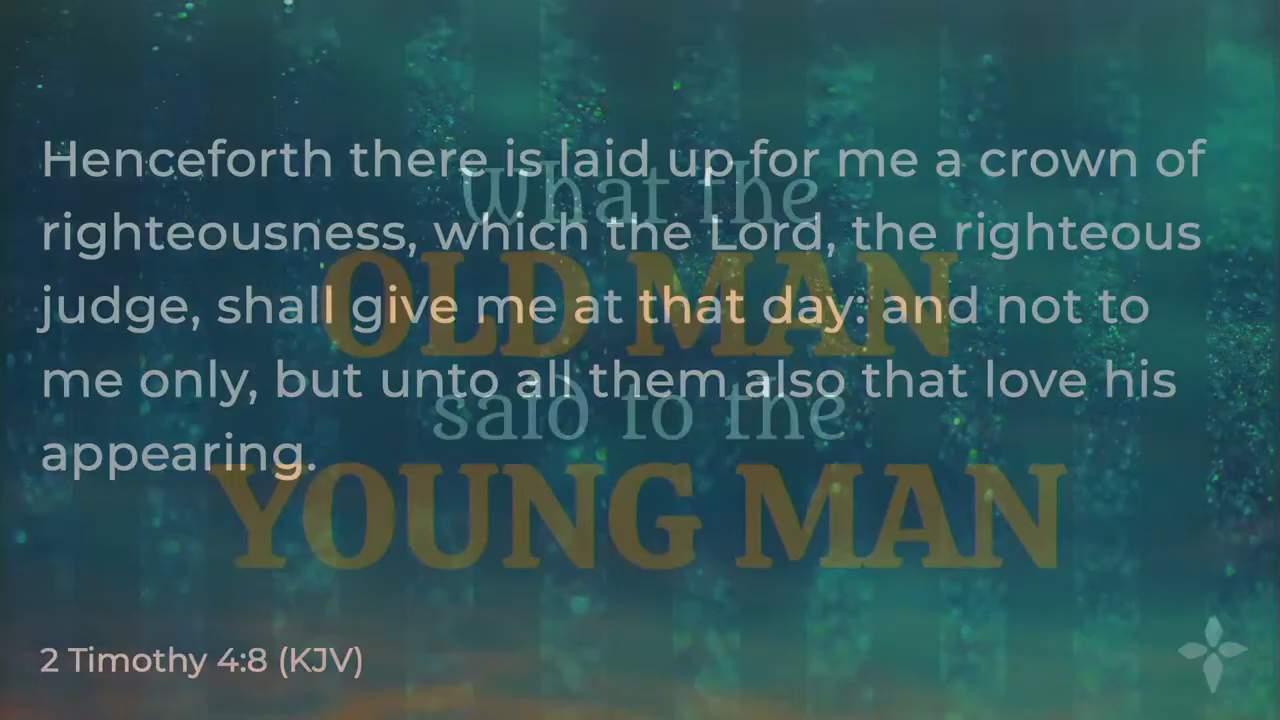 Henceforth there is laid up for me a crown of
righteousness, which the Lord, the righteous
judge, shall give me at that day: and not to
me only, but unto all them also that love his
appearing.
What the
OLD MAN
said to the
YOUNG MAN
2 Timothy 4:8 (KJV)